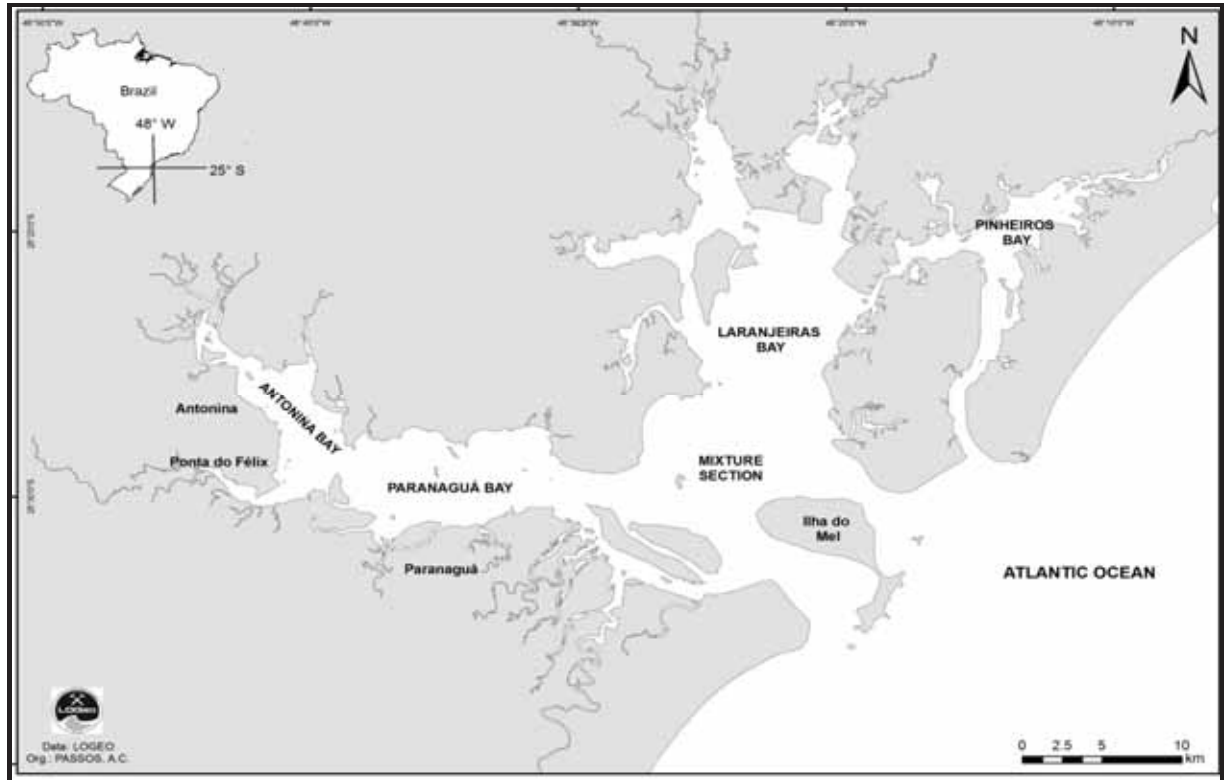 N
Brazil
48° W
25° S
PINHEIROS
BAY
LARANJEIRAS
BAY
Antonina
ANTONINA BAY
Ponta do Félix
MIXTURE
SECTION
PARANAGUÁ BAY
Ilha do
Mel
Paranaguá
ATLANTIC OCEAN
LOGEO
Data: LOGEO
Org.: PASSOS, A.C.
0 2.5 5 10
km